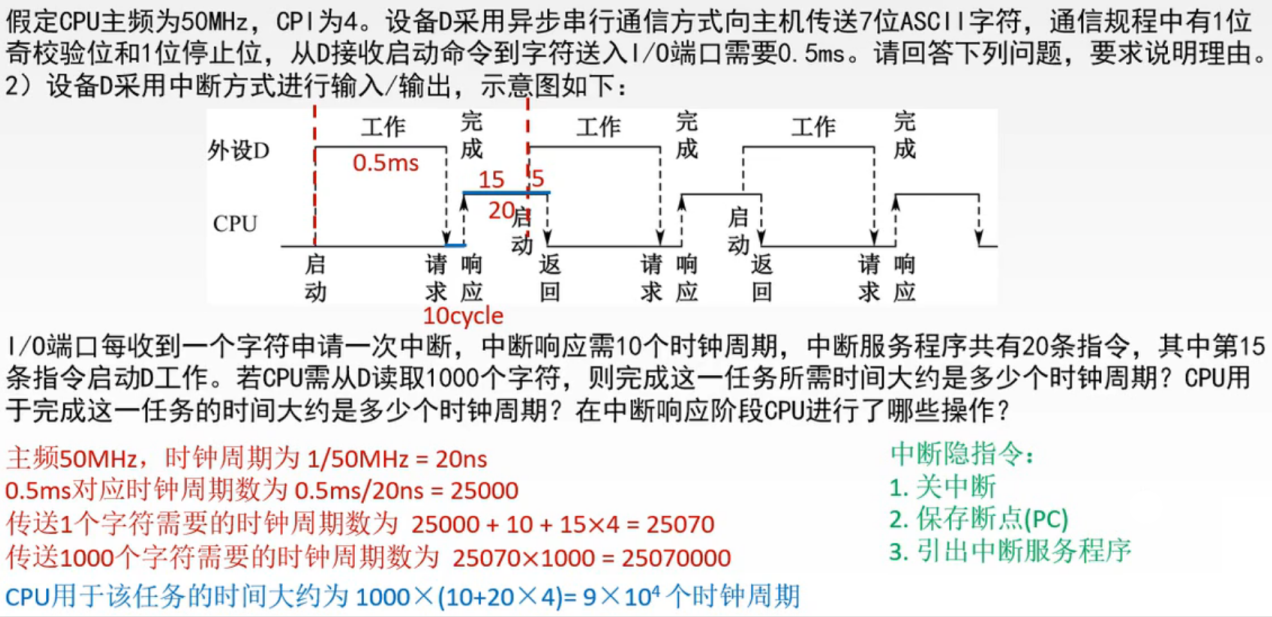 假定CPU主频为50MHz，CPI为4。设备D采用异步串行通信方式向主机传送7位ASCII字符，通信规程中有1位
奇校验位和1位停止位，从D接收启动命令到字符送入I/O端口需要0.5ms。请回答下列问题，要求说明理由。
2）设备D采用中断方式进行输入/输出，示意图如下：
外设D
工作
完成
工作
完成
工作
完成
0.5ms
15
5
20
CPU
启动
启动
启动
请求
响应
返回
请求
响应
返回
请求
响应
10cycle
I/O端口每收到一个字符申请一次中断，中断响应需10个时钟周期，中断服务程序共有20条指令，其中第15
条指令启动D工作。若CPU需从D读取1000个字符，则完成这一任务所需时间大约是多少个时钟周期？CPU用
于完成这一任务的时间大约是多少个时钟周期？在中断响应阶段CPU进行了哪些操作？
主频50MHz，时钟周期为 1/50MHz = 20ns
0.5ms对应时钟周期数为 0.5ms/20ns = 25000
传送1个字符需要的时钟周期数为 25000 + 10 + 15×4 = 25070
传送1000个字符需要的时钟周期数为 25070×1000 = 25070000
CPU用于该任务的时间大约为 1000×(10+20×4)= 9×10⁴ 个时钟周期
中断隐指令：
1. 关中断
2. 保存断点(PC)
3. 引出中断服务程序